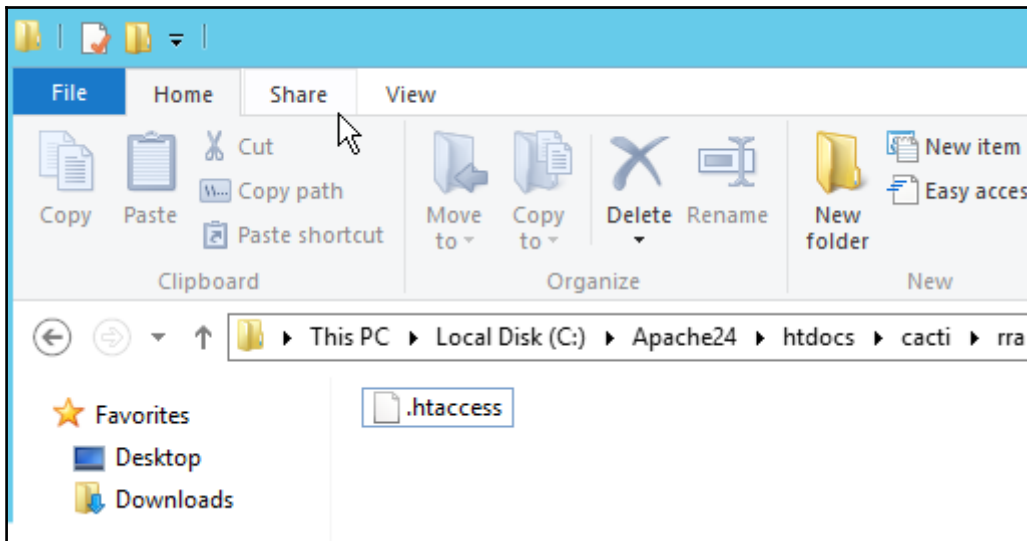 File Home Share View
Copy
Paste
Cut
Copy path
Paste shortcut
Clipboard
Move to
Copy to
Delete
Rename
Organize
New folder
New item
Easy acces
New
This PC Local Disk (C:) Apache24 htdocs cacti rra
Favorites
Desktop
Downloads
.htaccess